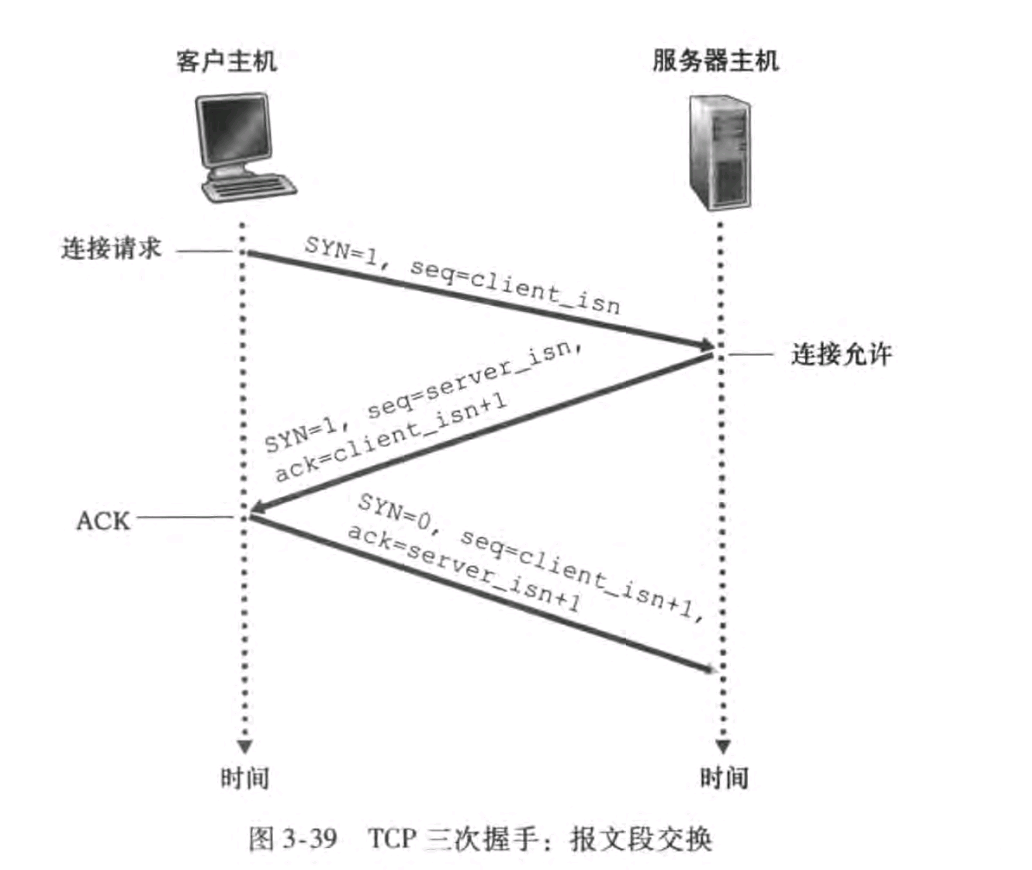 客户主机
服务器主机
连接请求
SYN=1, seq=client_isn
连接允许
SYN=1, seq=server_isn,
ack=client_isn+1
ACK
SYN=0, seq=client_isn+1,
ack=server_isn+1
时间
时间
图 3-39 TCP 三次握手：报文段交换